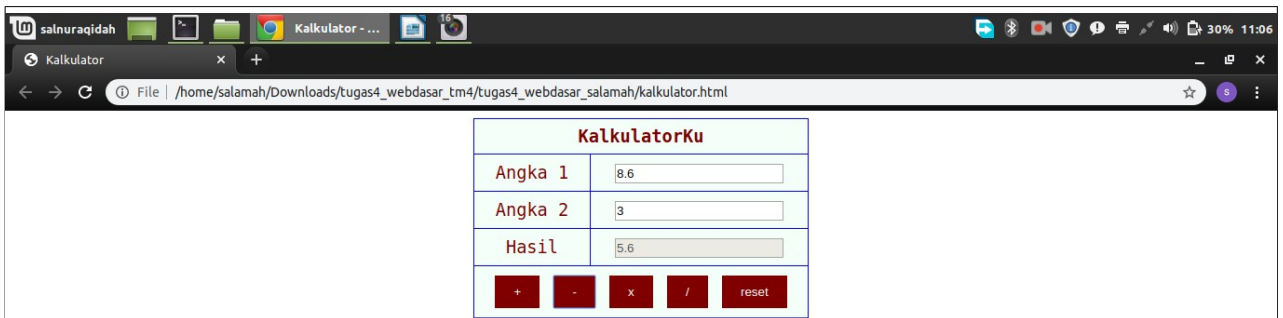 salnuraqidah Kalkulator - ... 16 30% 11:06
Kalkulator × +
File | /home/salamah/Downloads/tugas4_webdasar_tm4/tugas4_webdasar_salamah/kalkulator.html S
KalkulatorKu
Angka 1 8.6
Angka 2 3
Hasil 5.6
+ - x / reset